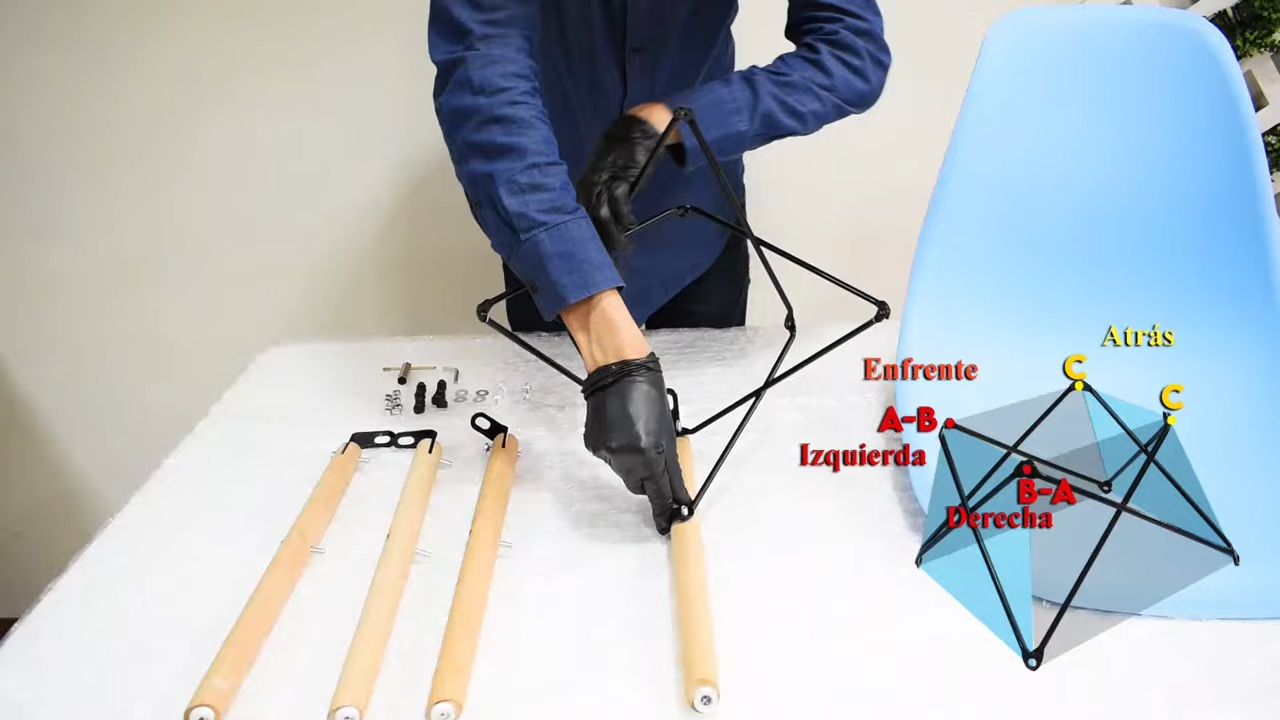 Atrás
C
Enfrente
C
A-B
Izquierda
B-A
Derecha